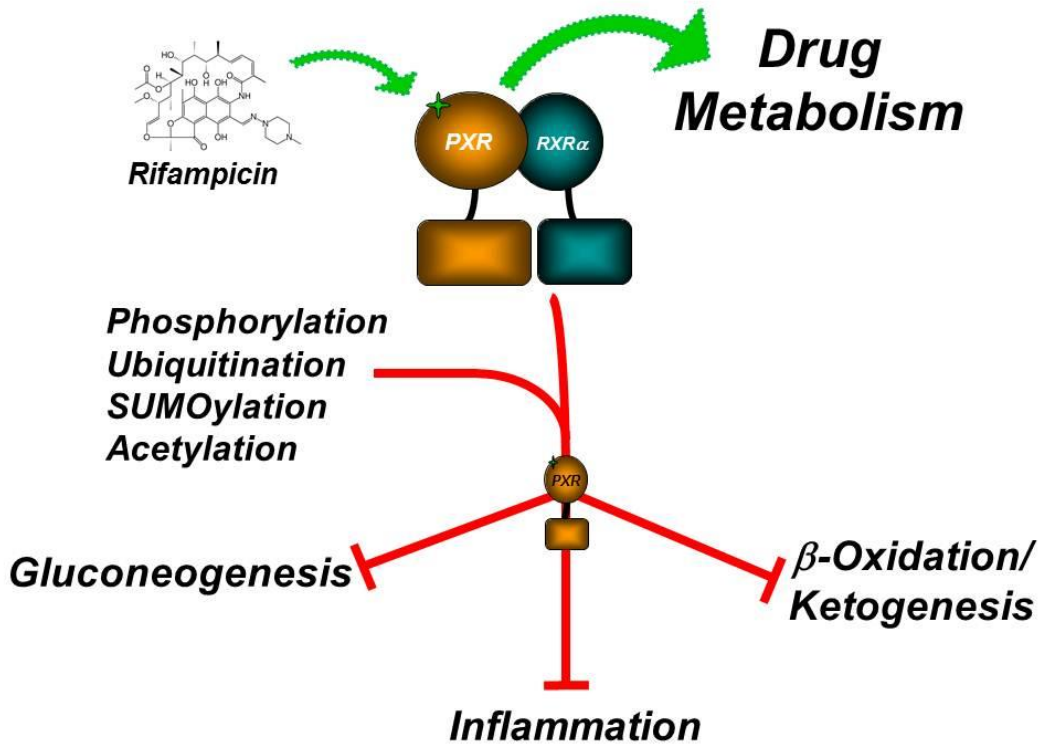 Drug
Metabolism
Rifampicin
PXR
RXRα
Phosphorylation
Ubiquitination
SUMOylation
Acetylation
PXR
Gluconeogenesis
β-Oxidation/
Ketogenesis
Inflammation